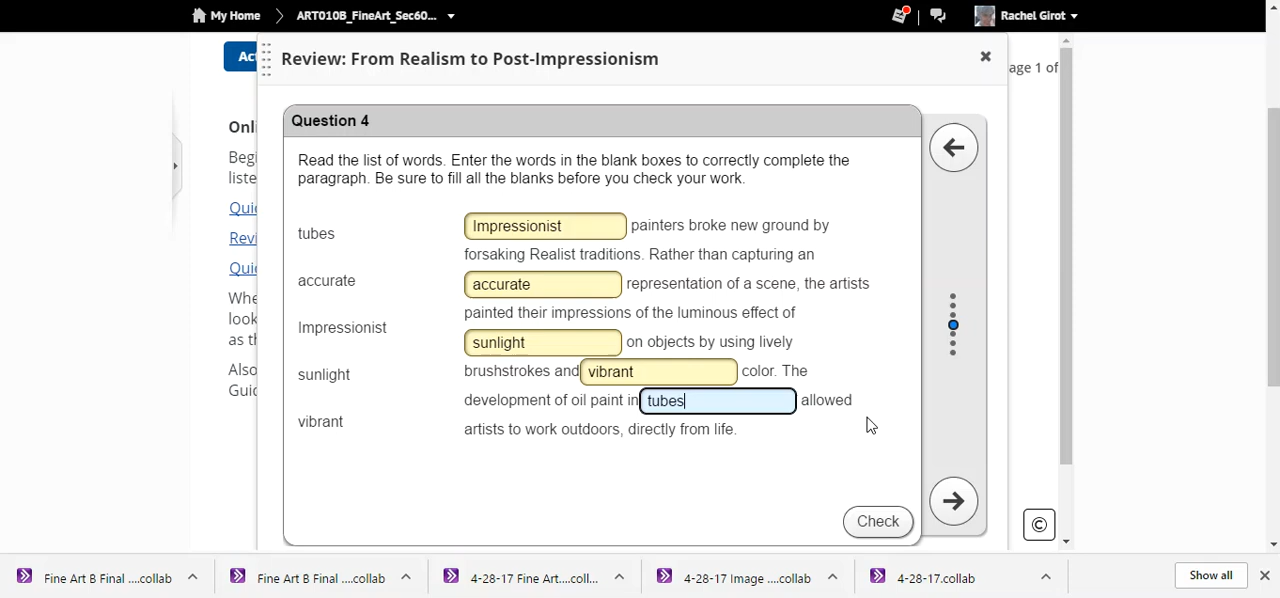 My Home
ART010B_FineArt_Sec60...
Rachel Girot
Act
Review: From Realism to Post-Impressionism
age 1 of
Question 4
Onl
Read the list of words. Enter the words in the blank boxes to correctly complete the
paragraph. Be sure to fill all the blanks before you check your work.
Begi
liste
Quic
Revi
Quic
Whe
look
as th
Also
Guid
tubes
accurate
Impressionist
sunlight
vibrant
Impressionist painters broke new ground by
forsaking Realist traditions. Rather than capturing an
accurate representation of a scene, the artists
painted their impressions of the luminous effect of
sunlight on objects by using lively
brushstrokes and vibrant color. The
development of oil paint in tubes allowed
artists to work outdoors, directly from life.
Check
©
Fine Art B Final ....collab
Fine Art B Final ....collab
4-28-17 Fine Art....coll...
4-28-17 Image ....collab
4-28-17.collab
Show all